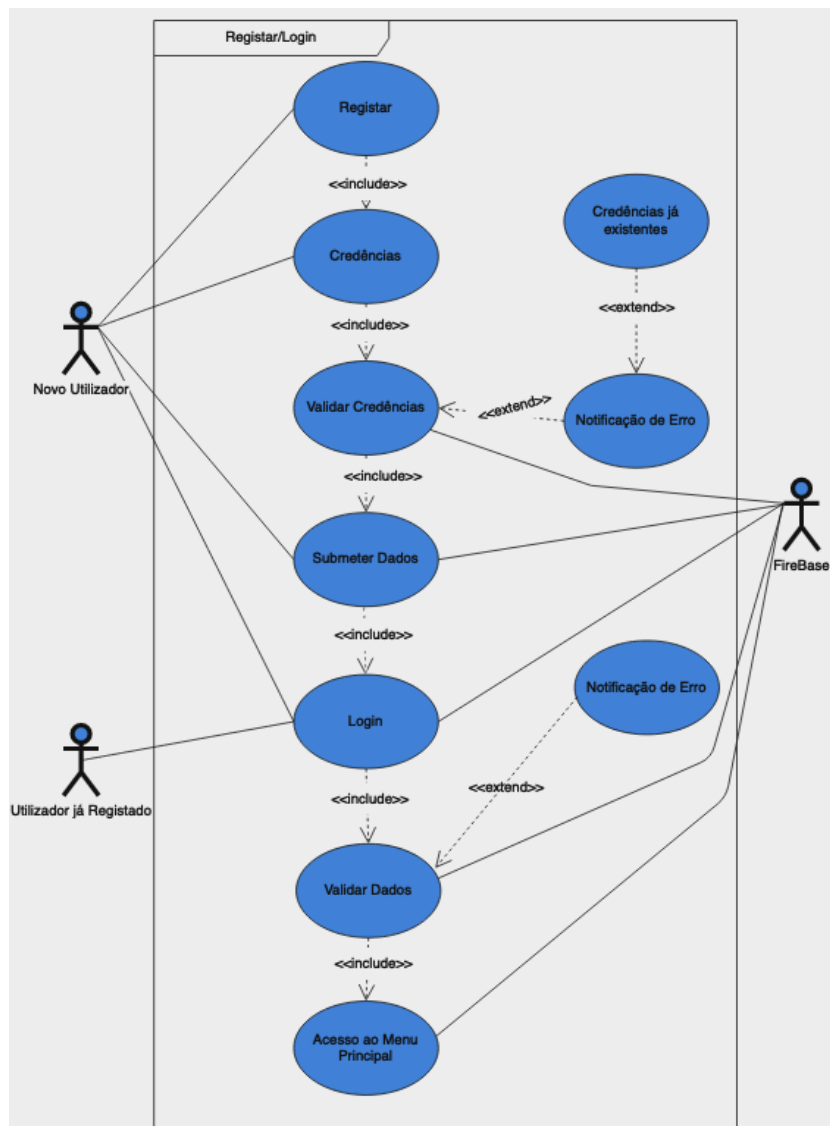 Registar/Login
Registar
<<include>>
Credências já
existentes
Credências
<<extend>>
<<include>>
Novo Utilizador
Validar Credências
<<extend>>
Notificação de Erro
<<include>>
Submeter Dados
FireBase
<<include>>
Notificação de Erro
Login
<<extend>>
<<include>>
Utilizador já Registado
Validar Dados
<<include>>
Acesso ao Menu
Principal